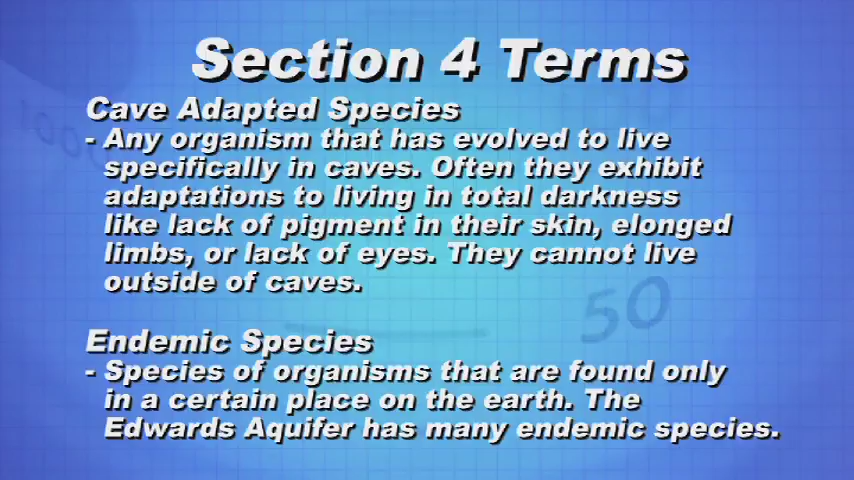 Section 4 Terms
Cave Adapted Species
- Any organism that has evolved to live
specifically in caves. Often they exhibit
adaptations to living in total darkness
like lack of pigment in their skin, elonged
limbs, or lack of eyes. They cannot live
outside of caves.
50
Endemic Species
- Species of organisms that are found only
in a certain place on the earth. The
Edwards Aquifer has many endemic species.